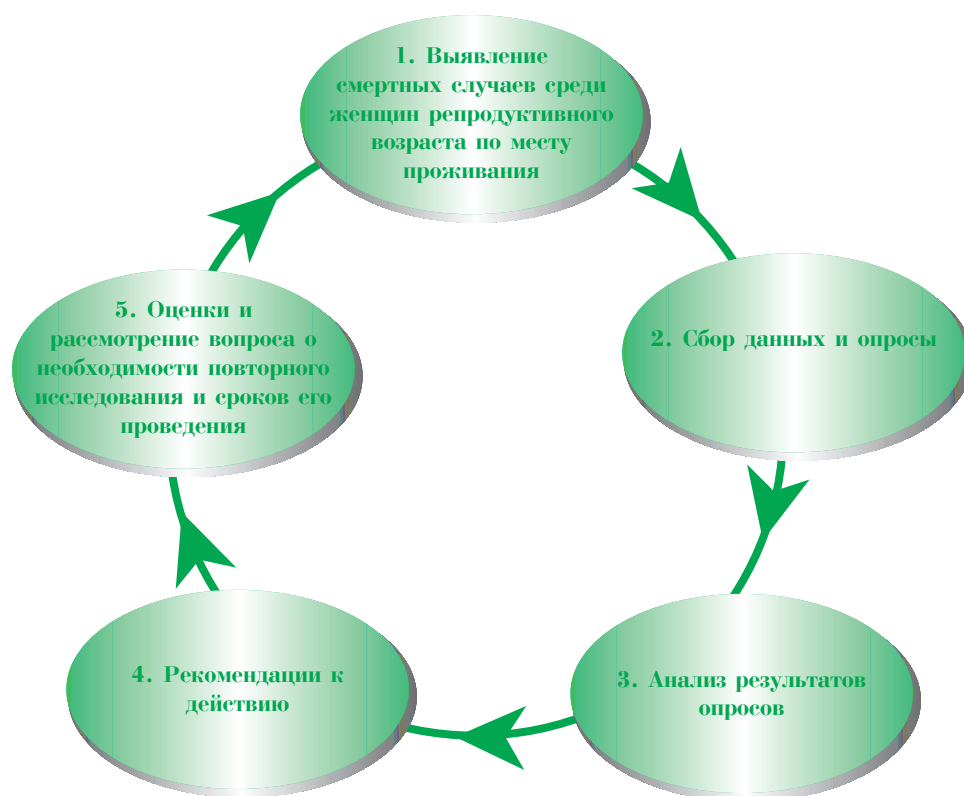 1. Выявление
смертных случаев среди
женщин репродуктивного
возраста по месту
проживания
2. Сбор данных и опросы
3. Анализ результатов
опросов
4. Рекомендации к
действию
5. Оценки и
рассмотрение вопроса о
необходимости повторного
исследования и сроков его
проведения